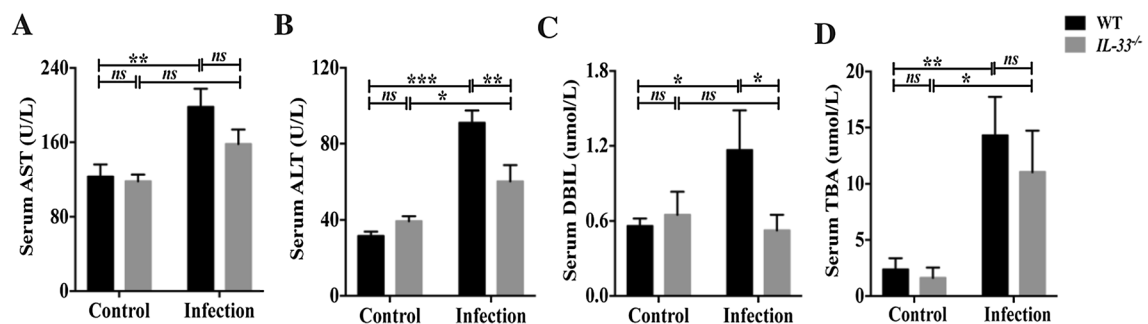 A
Serum AST (U/L)
240
160
80
0
**
ns
ns
ns
Control
Infection
B
Serum ALT (U/L)
120
80
40
0
***
**
ns
*
Control
Infection
C
Serum DBIL (umol/L)
1.8
1.2
0.6
0.0
*
*
ns
ns
Control
Infection
D
Serum TBA (umol/L)
20
15
10
5
0
**
ns
ns
*
Control
Infection
WT
IL-33-/-